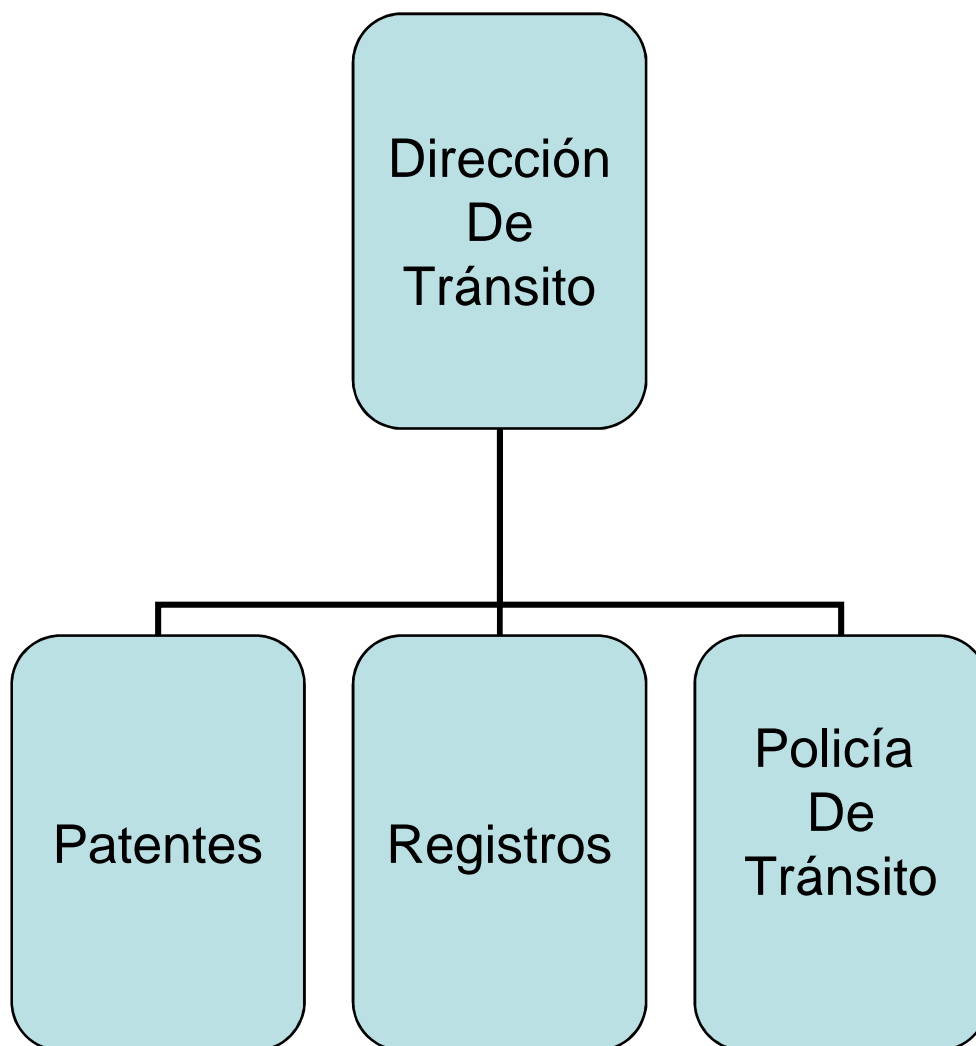 Dirección
De
Tránsito
Patentes
Registros
Policía
De
Tránsito